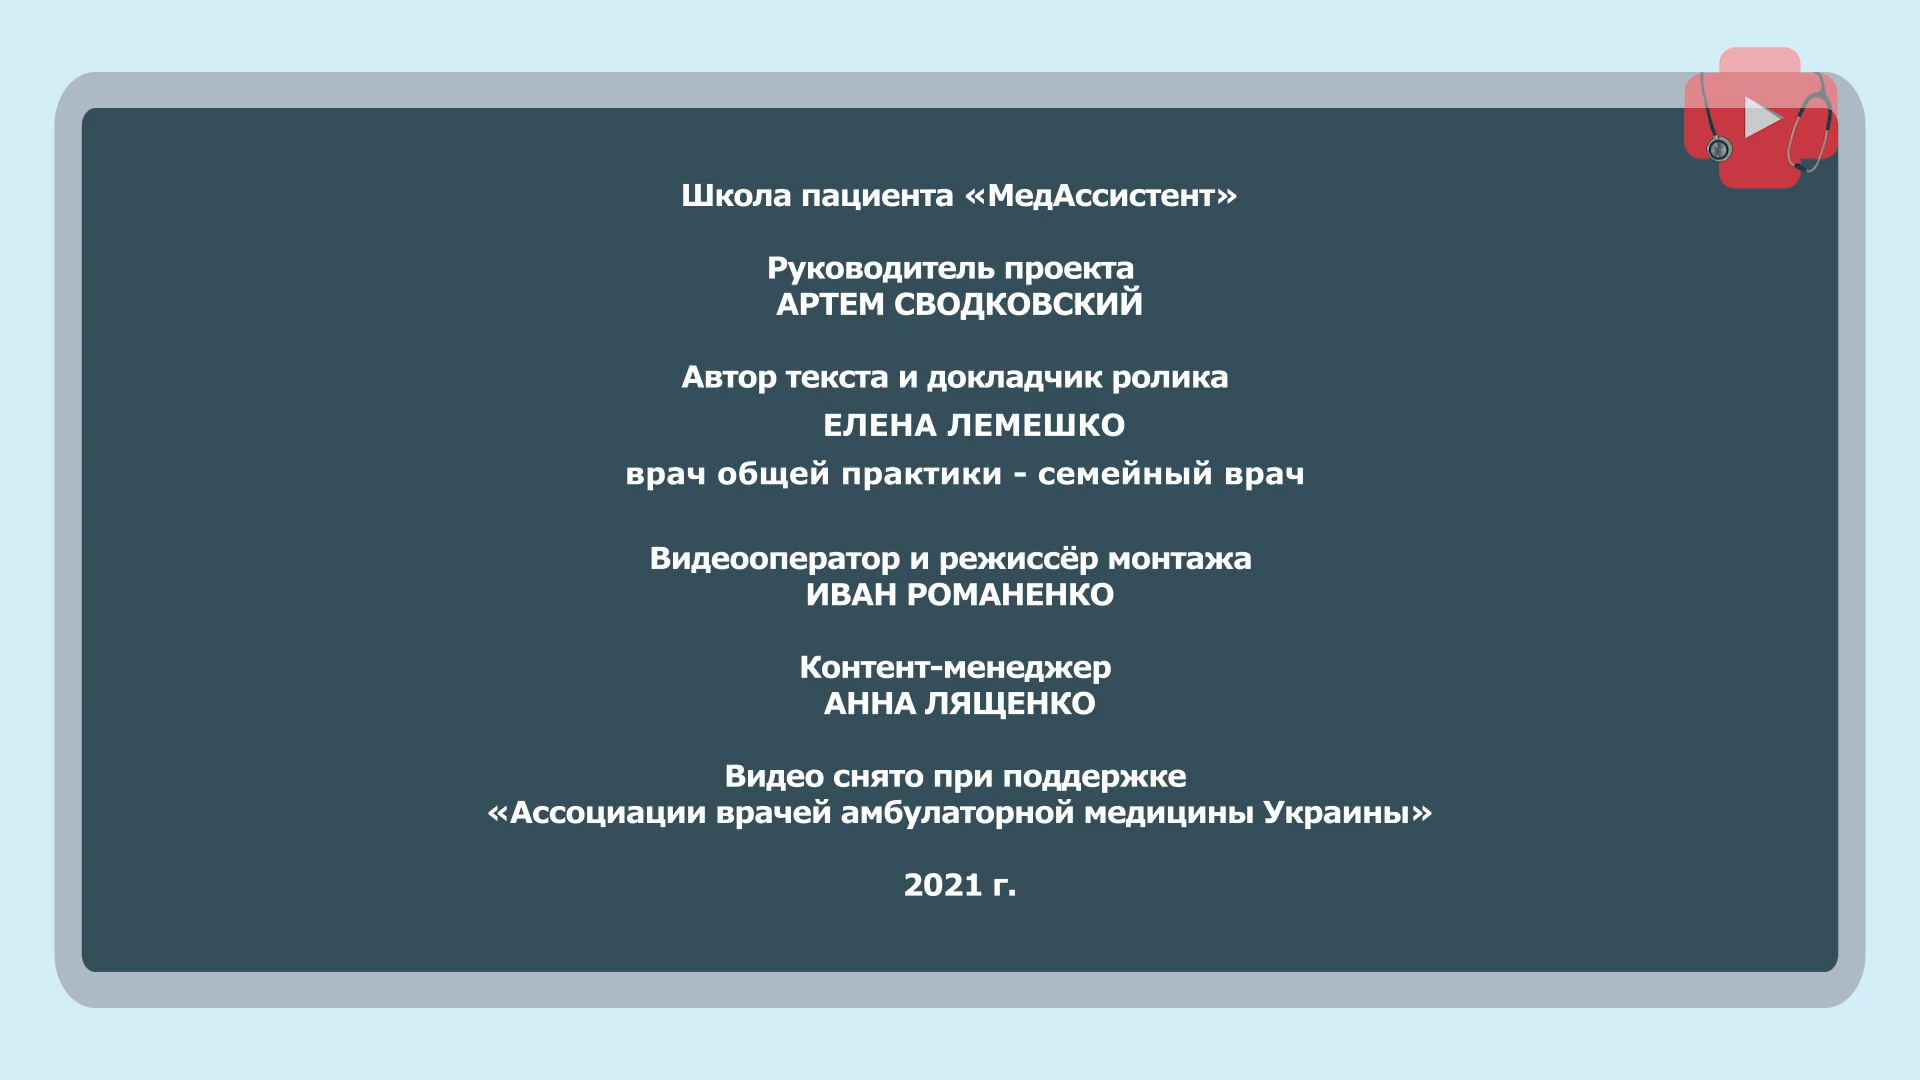 Школа пациента «МедАссистент»
Руководитель проекта
АРТЕМ СВОДКОВСКИЙ
Автор текста и докладчик ролика
ЕЛЕНА ЛЕМЕШКО
врач общей практики - семейный врач
Видеооператор и режиссёр монтажа
ИВАН РОМАНЕНКО
Контент-менеджер
АННА ЛЯЩЕНКО
Видео снято при поддержке
«Ассоциации врачей амбулаторной медицины Украины»
2021 г.